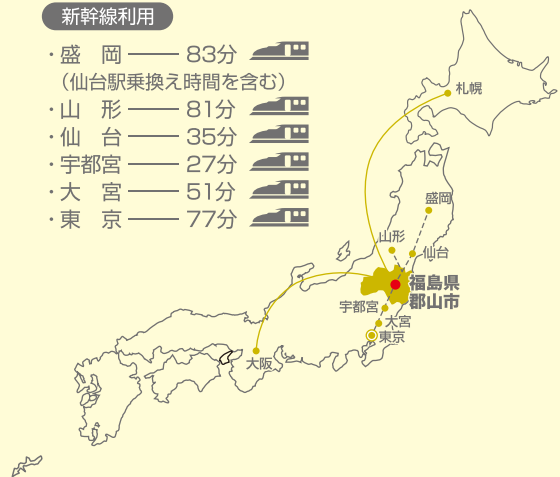 新幹線利用
・盛　岡 —— 83分
（仙台駅乗換え時間を含む）
・山　形 —— 81分
・仙　台 —— 35分
・宇都宮 —— 27分
・大　宮 —— 51分
・東　京 —— 77分
札幌
盛岡
山形
仙台
福島県
郡山市
宇都宮
大宮
東京
大阪